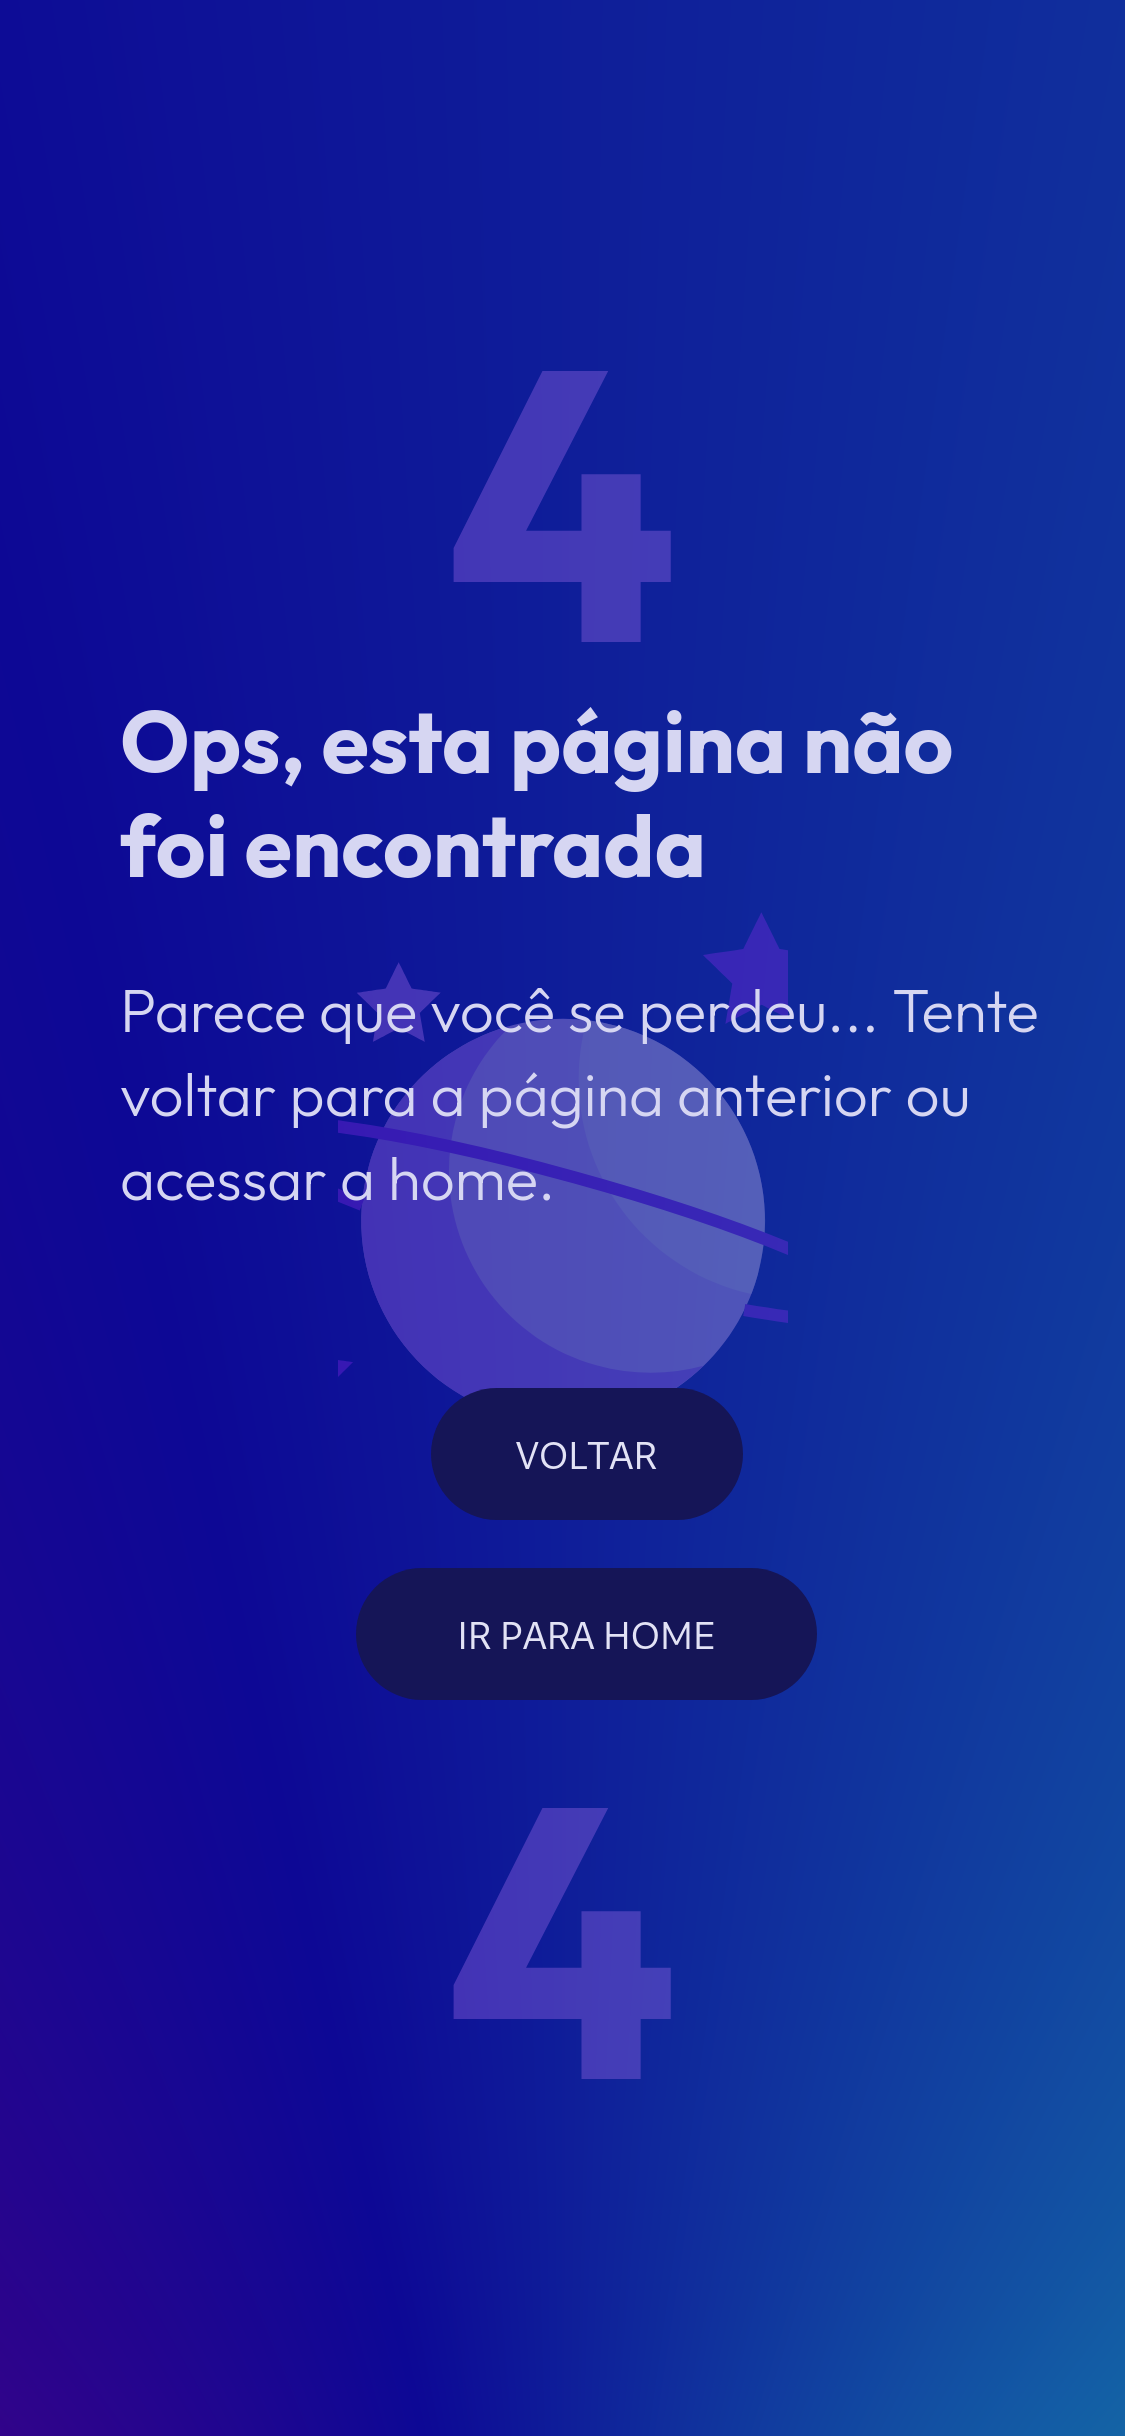 4
Ops, esta página não
foi encontrada
Parece que você se perdeu... Tente
voltar para a página anterior ou
acessar a home.
VOLTAR
IR PARA HOME
4